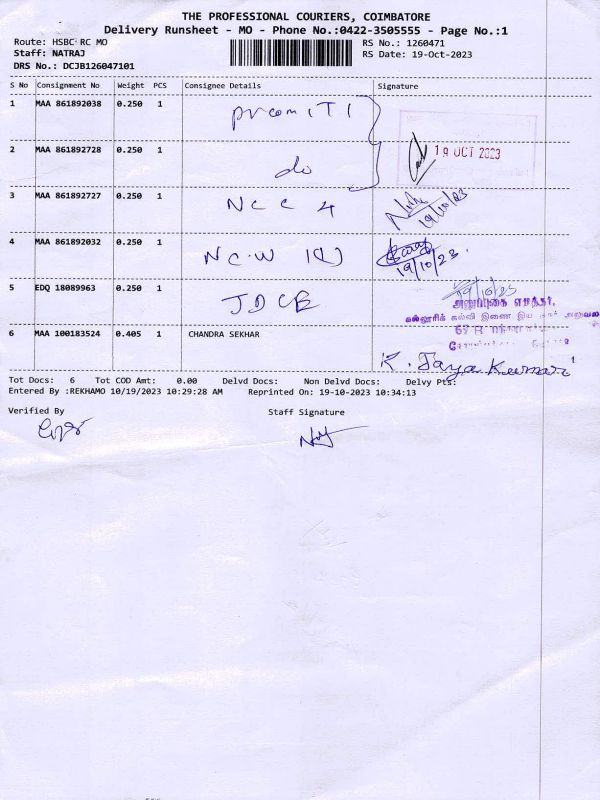 THE PROFESSIONAL COURIERS, COIMBATORE
Delivery Runsheet - MO - Phone No.:0422-3505555 - Page No.:1
Route: HSBC RC MO
RS No.: 1260471
Staff: NATRAJ
RS Date: 19-Oct-2023
DRS No.: DCJB126047101
S No Consignment No Weight PCS Consignee Details Signature
1 MAA 861892038 0.250 1
2 MAA 861892728 0.250 1 do
19 OCT 2023
3 MAA 861892727 0.250 1 NCC 4
19/10/23
4 MAA 861892032 0.250 1
19/10/23
5 EDQ 18089963 0.250 1
அனுப்புகை எழுத்தர்,
6 MAA 100183524 0.405 1 CHANDRA SEKHAR
K. Jaya Kumar
1
Tot Docs: 6 Tot COD Amt: 0.00 Delvd Docs: Non Delvd Docs: Delvy Pts:
Entered By :REKHAMO 10/19/2023 10:29:28 AM Reprinted On: 19-10-2023 10:34:13
Verified By Staff Signature